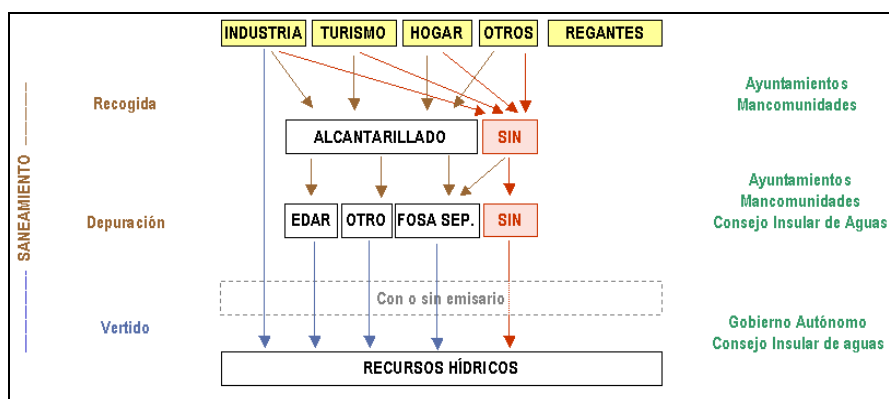 INDUSTRIA TURISMO HOGAR OTROS REGANTES
Recogida
Ayuntamientos
Mancomunidades
ALCANTARILLADO SIN
SANEAMIENTO
Depuración
EDAR OTRO FOSA SEP. SIN
Ayuntamientos
Mancomunidades
Consejo Insular de Aguas
Con o sin emisario
Vertido
Gobierno Autónomo
Consejo Insular de aguas
RECURSOS HÍDRICOS